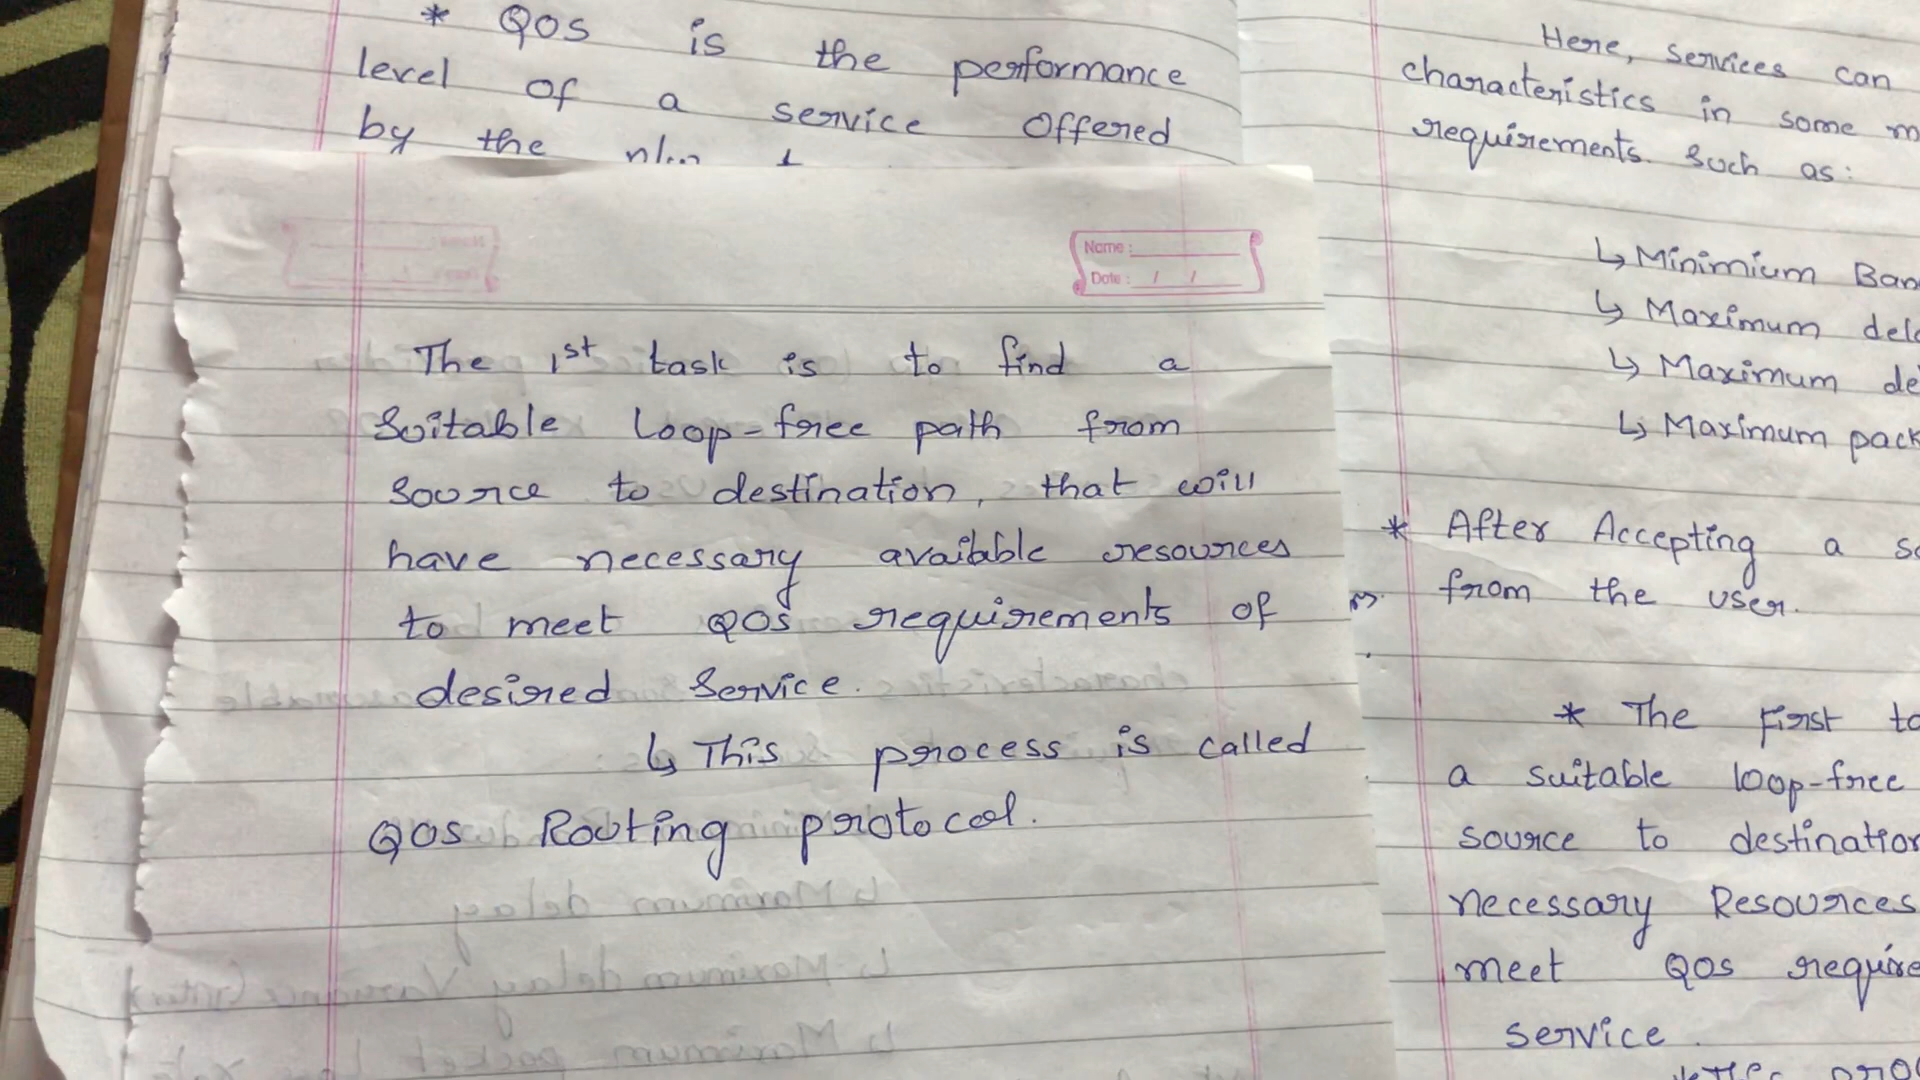 * QOS is the performance
level of a service Offered
by the
Name :
Date : / /
The 1st task is to find a
Suitable Loop-free path from
Source to destination, that will
have necessary available resources
to meet QOS requirements of
desired Service.
↳ This process is called
QOS Routing protocol.
Here, Services can
characteristics in some
requirements. Such as:
↳ Minimium
↳ Maximum
↳ Maximum
↳ Maximum
* After Accepting a
from the user.
* The First
a suitable loop-free
source to destination
necessary Resources
meet QOS
service.